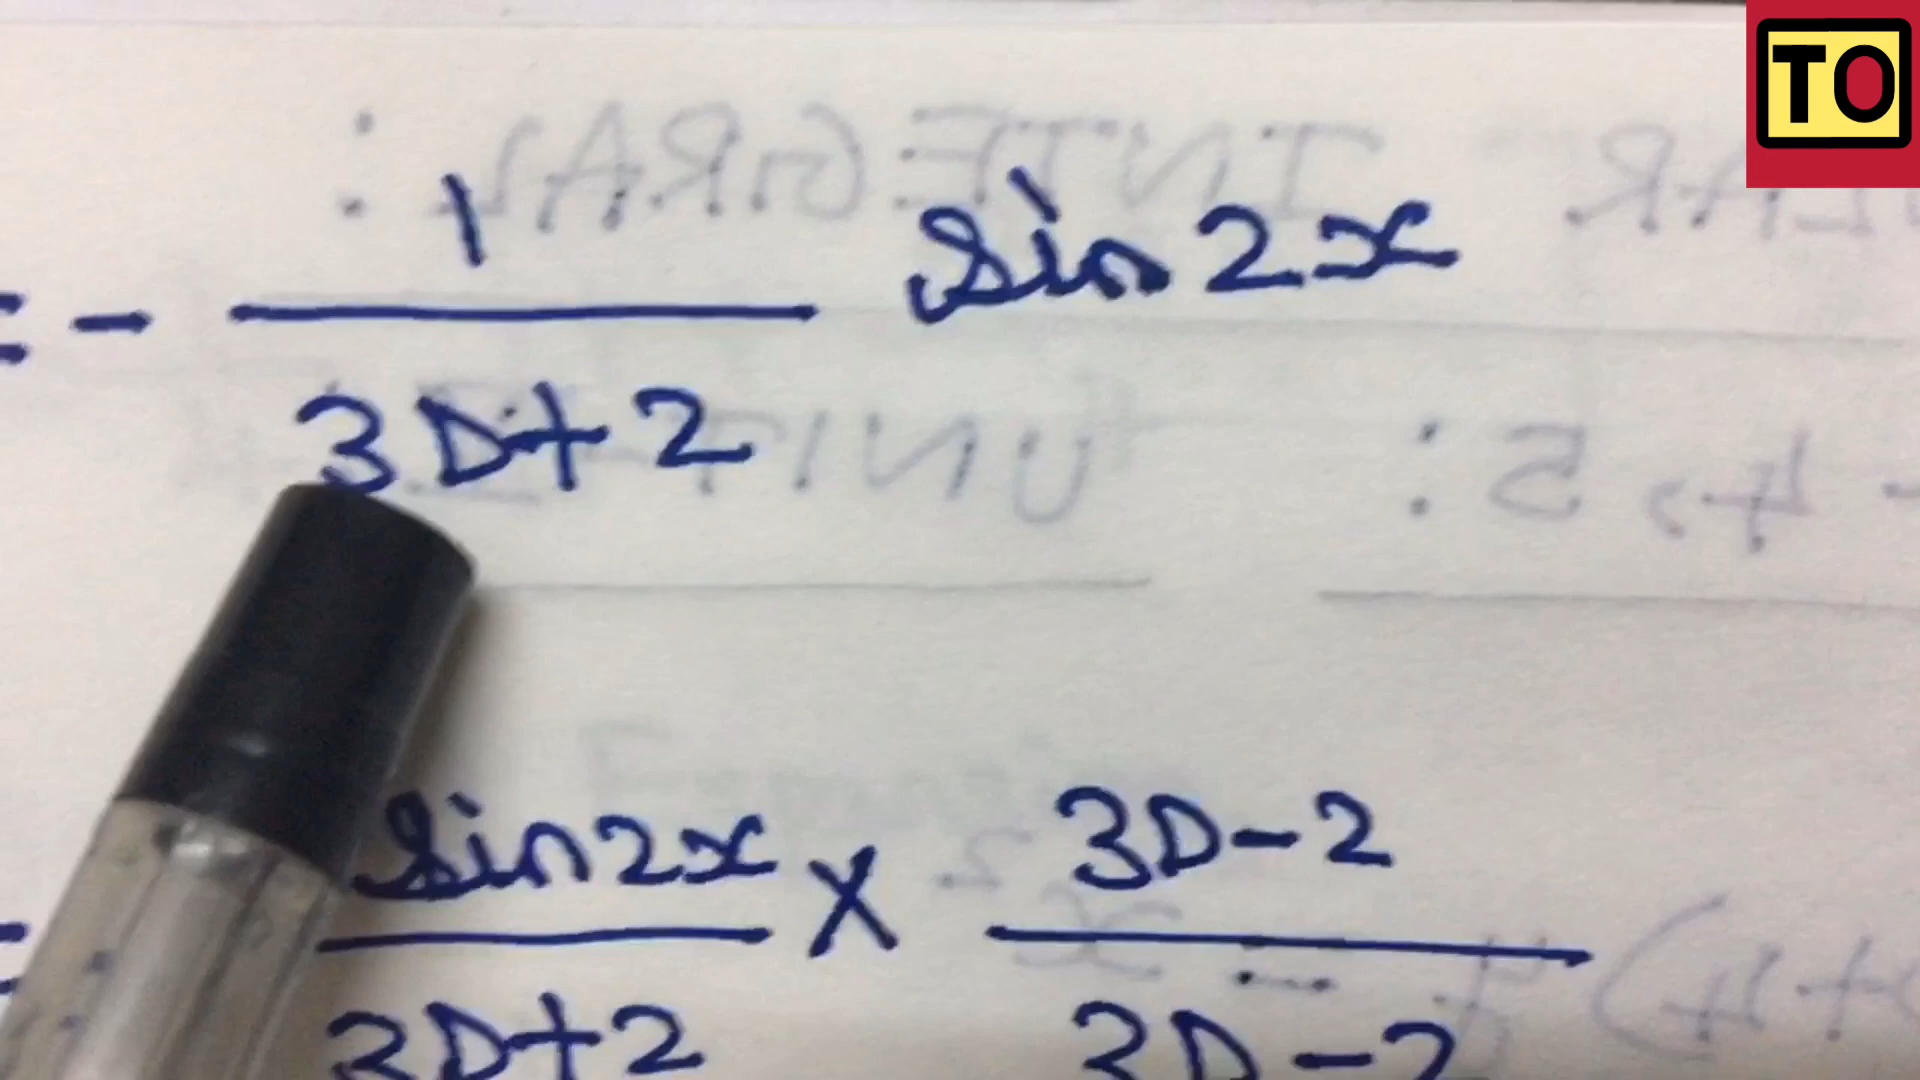 TO
= - 1/(3D+2) sin2x
= sin2x/(3D+2) × (3D-2)/(3D-2)